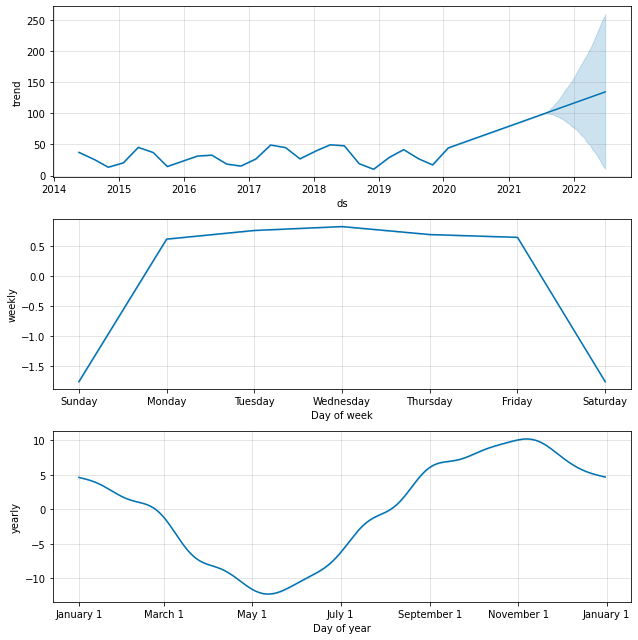 250
200
150
100
50
0
trend
2014 2015 2016 2017 2018 2019 2020 2021 2022
ds
0.5
0.0
−0.5
−1.0
−1.5
weekly
Sunday Monday Tuesday Wednesday Thursday Friday Saturday
Day of week
10
5
0
−5
−10
yearly
January 1 March 1 May 1 July 1 September 1 November 1 January 1
Day of year